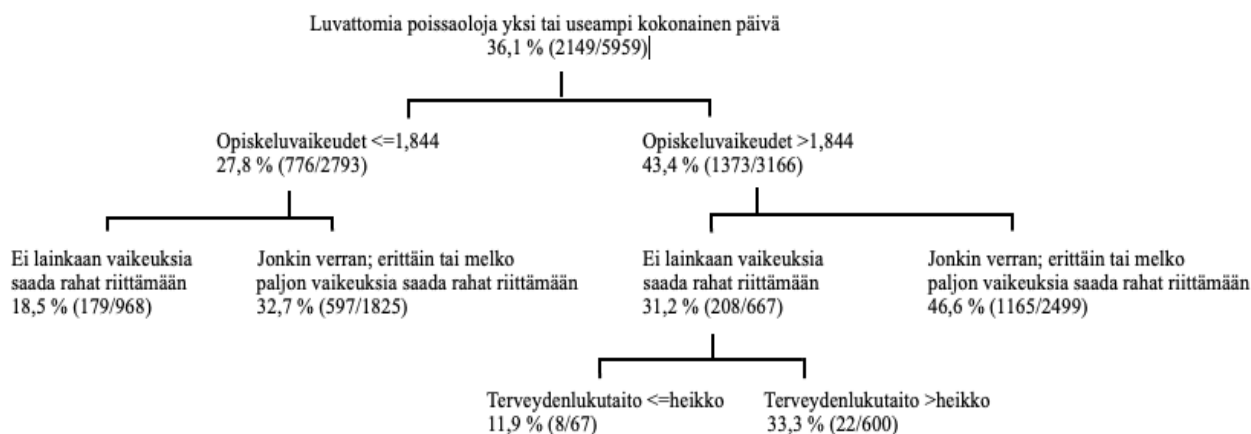 Luvattomia poissaoloja yksi tai useampi kokonainen päivä
36,1 % (2149/5959)
Opiskeluvaikeudet <=1,844
27,8 % (776/2793)
Opiskeluvaikeudet >1,844
43,4 % (1373/3166)
Ei lainkaan vaikeuksia
saada rahat riittämään
18,5 % (179/968)
Jonkin verran; erittäin tai melko
paljon vaikeuksia saada rahat riittämään
32,7 % (597/1825)
Ei lainkaan vaikeuksia
saada rahat riittämään
31,2 % (208/667)
Jonkin verran; erittäin tai melko
paljon vaikeuksia saada rahat riittämään
46,6 % (1165/2499)
Terveydenlukutaito <=heikko
11,9 % (8/67)
Terveydenlukutaito >heikko
33,3 % (22/600)